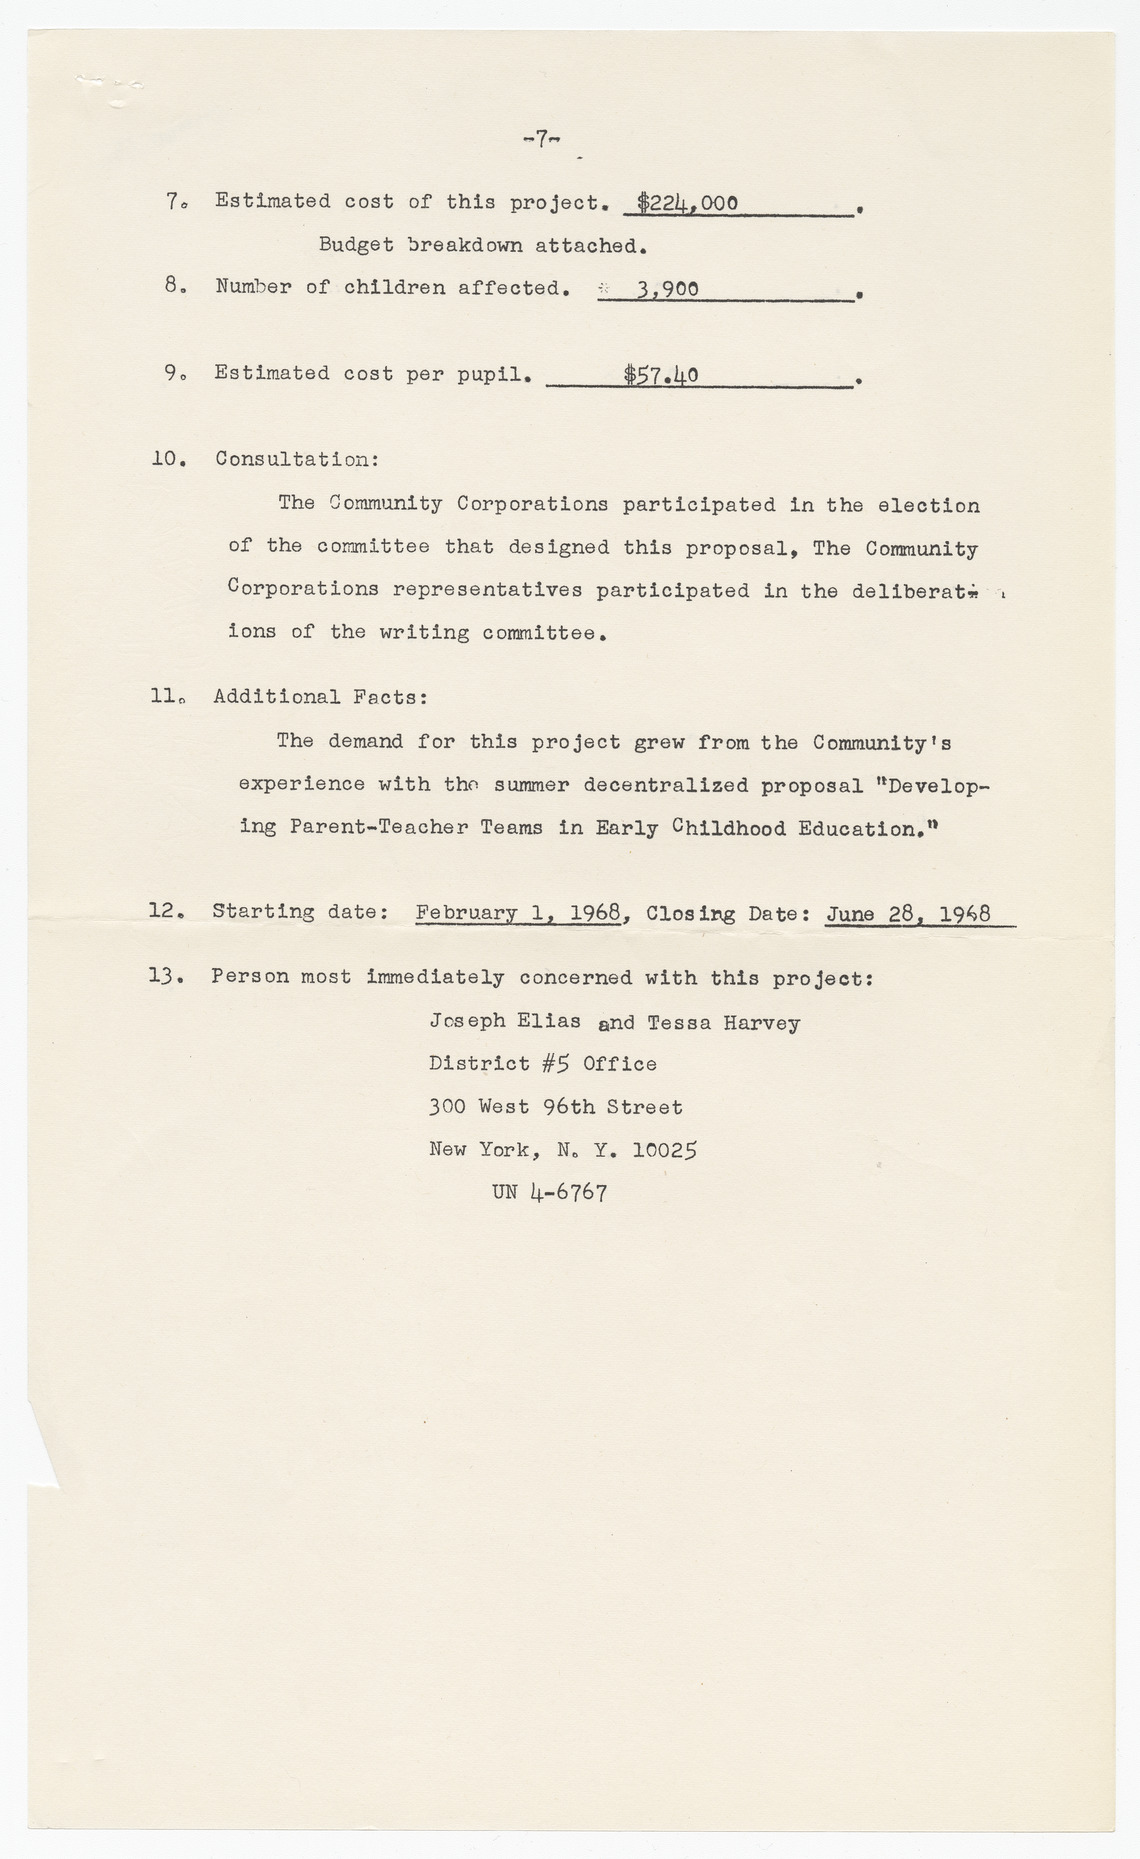 -7-
7. Estimated cost of this project. $224,000.
Budget breakdown attached.
8. Number of children affected. 3,900.
9. Estimated cost per pupil. $57.40.
10. Consultation:
The Community Corporations participated in the election
of the committee that designed this proposal, The Community
Corporations representatives participated in the deliberat-
ions of the writing committee.
11. Additional Facts:
The demand for this project grew from the Community's
experience with the summer decentralized proposal "Develop-
ing Parent-Teacher Teams in Early Childhood Education."
12. Starting date: February 1, 1968, Closing Date: June 28, 1968
13. Person most immediately concerned with this project:
Joseph Elias and Tessa Harvey
District #5 Office
300 West 96th Street
New York, N. Y. 10025
UN 4-6767